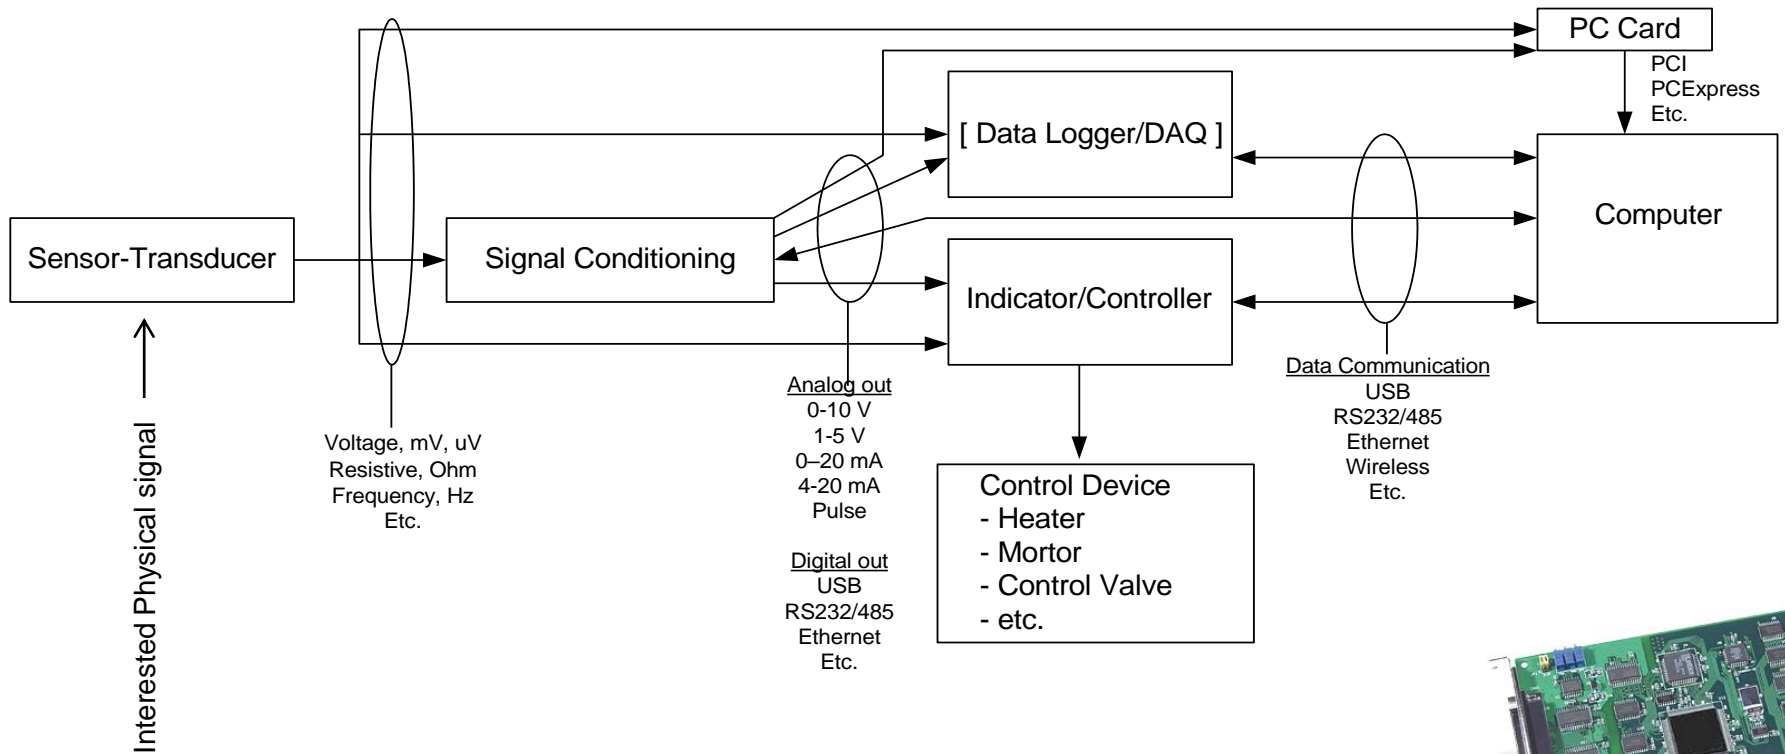 PC Card
PCI
PCExpress
Etc.
[ Data Logger/DAQ ]
Computer
Sensor-Transducer
Signal Conditioning
Indicator/Controller
Interested Physical signal
Voltage, mV, uV
Resistive, Ohm
Frequency, Hz
Etc.
Analog out
0-10 V
1-5 V
0–20 mA
4-20 mA
Pulse
Digital out
USB
RS232/485
Ethernet
Etc.
Data Communication
USB
RS232/485
Ethernet
Wireless
Etc.
Control Device
- Heater
- Mortor
- Control Valve
- etc.